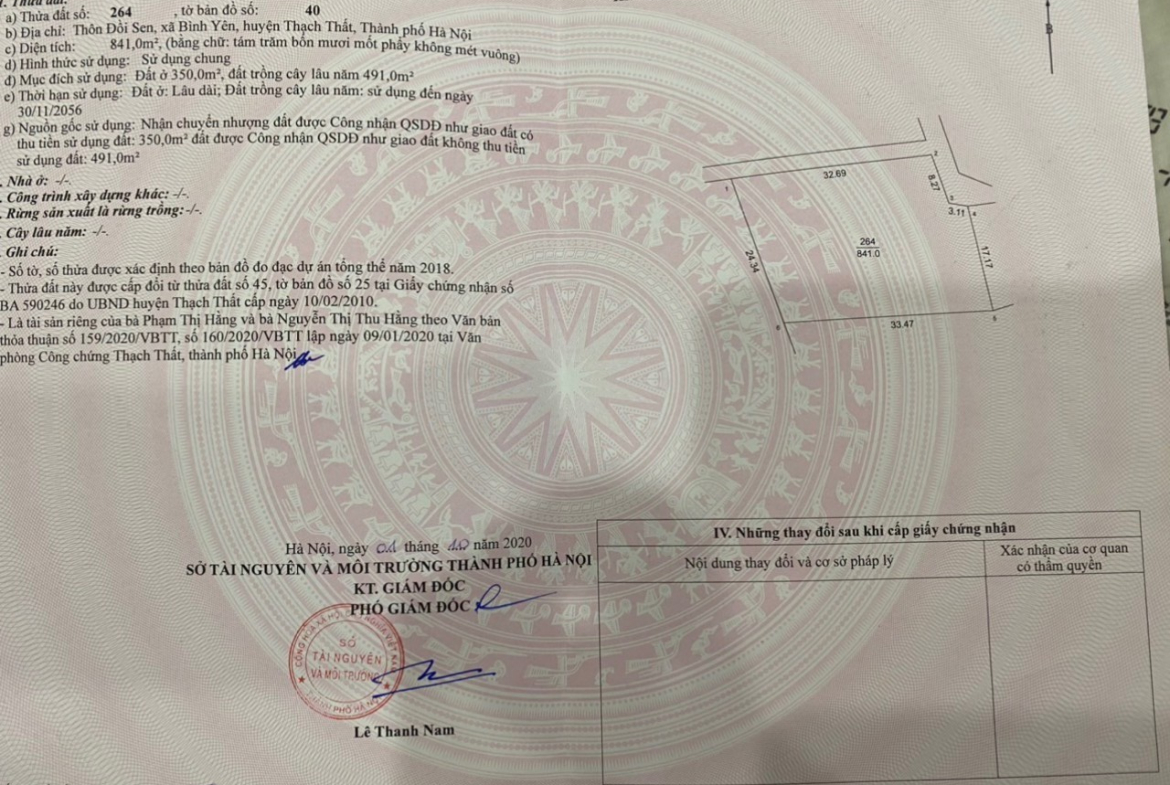 a) Thửa đất số: 264 , tờ bản đồ số: 40
b) Địa chỉ: Thôn Đồi Sen, xã Bình Yên, huyện Thạch Thất, Thành phố Hà Nội
c) Diện tích: 841,0m², (bằng chữ: tám trăm bốn mươi mốt phẩy không mét vuông)
d) Hình thức sử dụng: Sử dụng chung
đ) Mục đích sử dụng: Đất ở 350,0m², đất trồng cây lâu năm 491,0m²
e) Thời hạn sử dụng: Đất ở: Lâu dài; Đất trồng cây lâu năm: sử dụng đến ngày
30/11/2056
g) Nguồn gốc sử dụng: Nhận chuyển nhượng đất được Công nhận QSDĐ như giao đất có
thu tiền sử dụng đất: 350,0m² đất được Công nhận QSDĐ như giao đất không thu tiền
sử dụng đất: 491,0m²
. Nhà ở: -/-.
. Công trình xây dựng khác: -/-.
. Rừng sản xuất là rừng trồng:-/-.
. Cây lâu năm: -/-.
. Ghi chú:
- Số tờ, số thửa được xác định theo bản đồ đo đạc dự án tổng thể năm 2018.
- Thửa đất này được cấp đổi từ thửa đất số 45, tờ bản đồ số 25 tại Giấy chứng nhận số
BA 590246 do UBND huyện Thạch Thất cấp ngày 10/02/2010.
- Là tài sản riêng của bà Phạm Thị Hằng và bà Nguyễn Thị Thu Hằng theo Văn bản
thỏa thuận số 159/2020/VBTT, số 160/2020/VBTT lập ngày 09/01/2020 tại Văn
phòng Công chứng Thạch Thất, thành phố Hà Nội
B
1
32.69
2
8.27
3
3.11
4
24.34
264
841.0
17.17
6
33.47
5
Hà Nội, ngày tháng năm 2020
SỞ TÀI NGUYÊN VÀ MÔI TRƯỜNG THÀNH PHỐ HÀ NỘI
KT. GIÁM ĐỐC
PHÓ GIÁM ĐỐC
SỞ
TÀI NGUYÊN
VÀ MÔI TRƯỜNG
THÀNH PHỐ HÀ NỘI
Lê Thanh Nam
IV. Những thay đổi sau khi cấp giấy chứng nhận
Nội dung thay đổi và cơ sở pháp lý
Xác nhận của cơ quan
có thẩm quyền